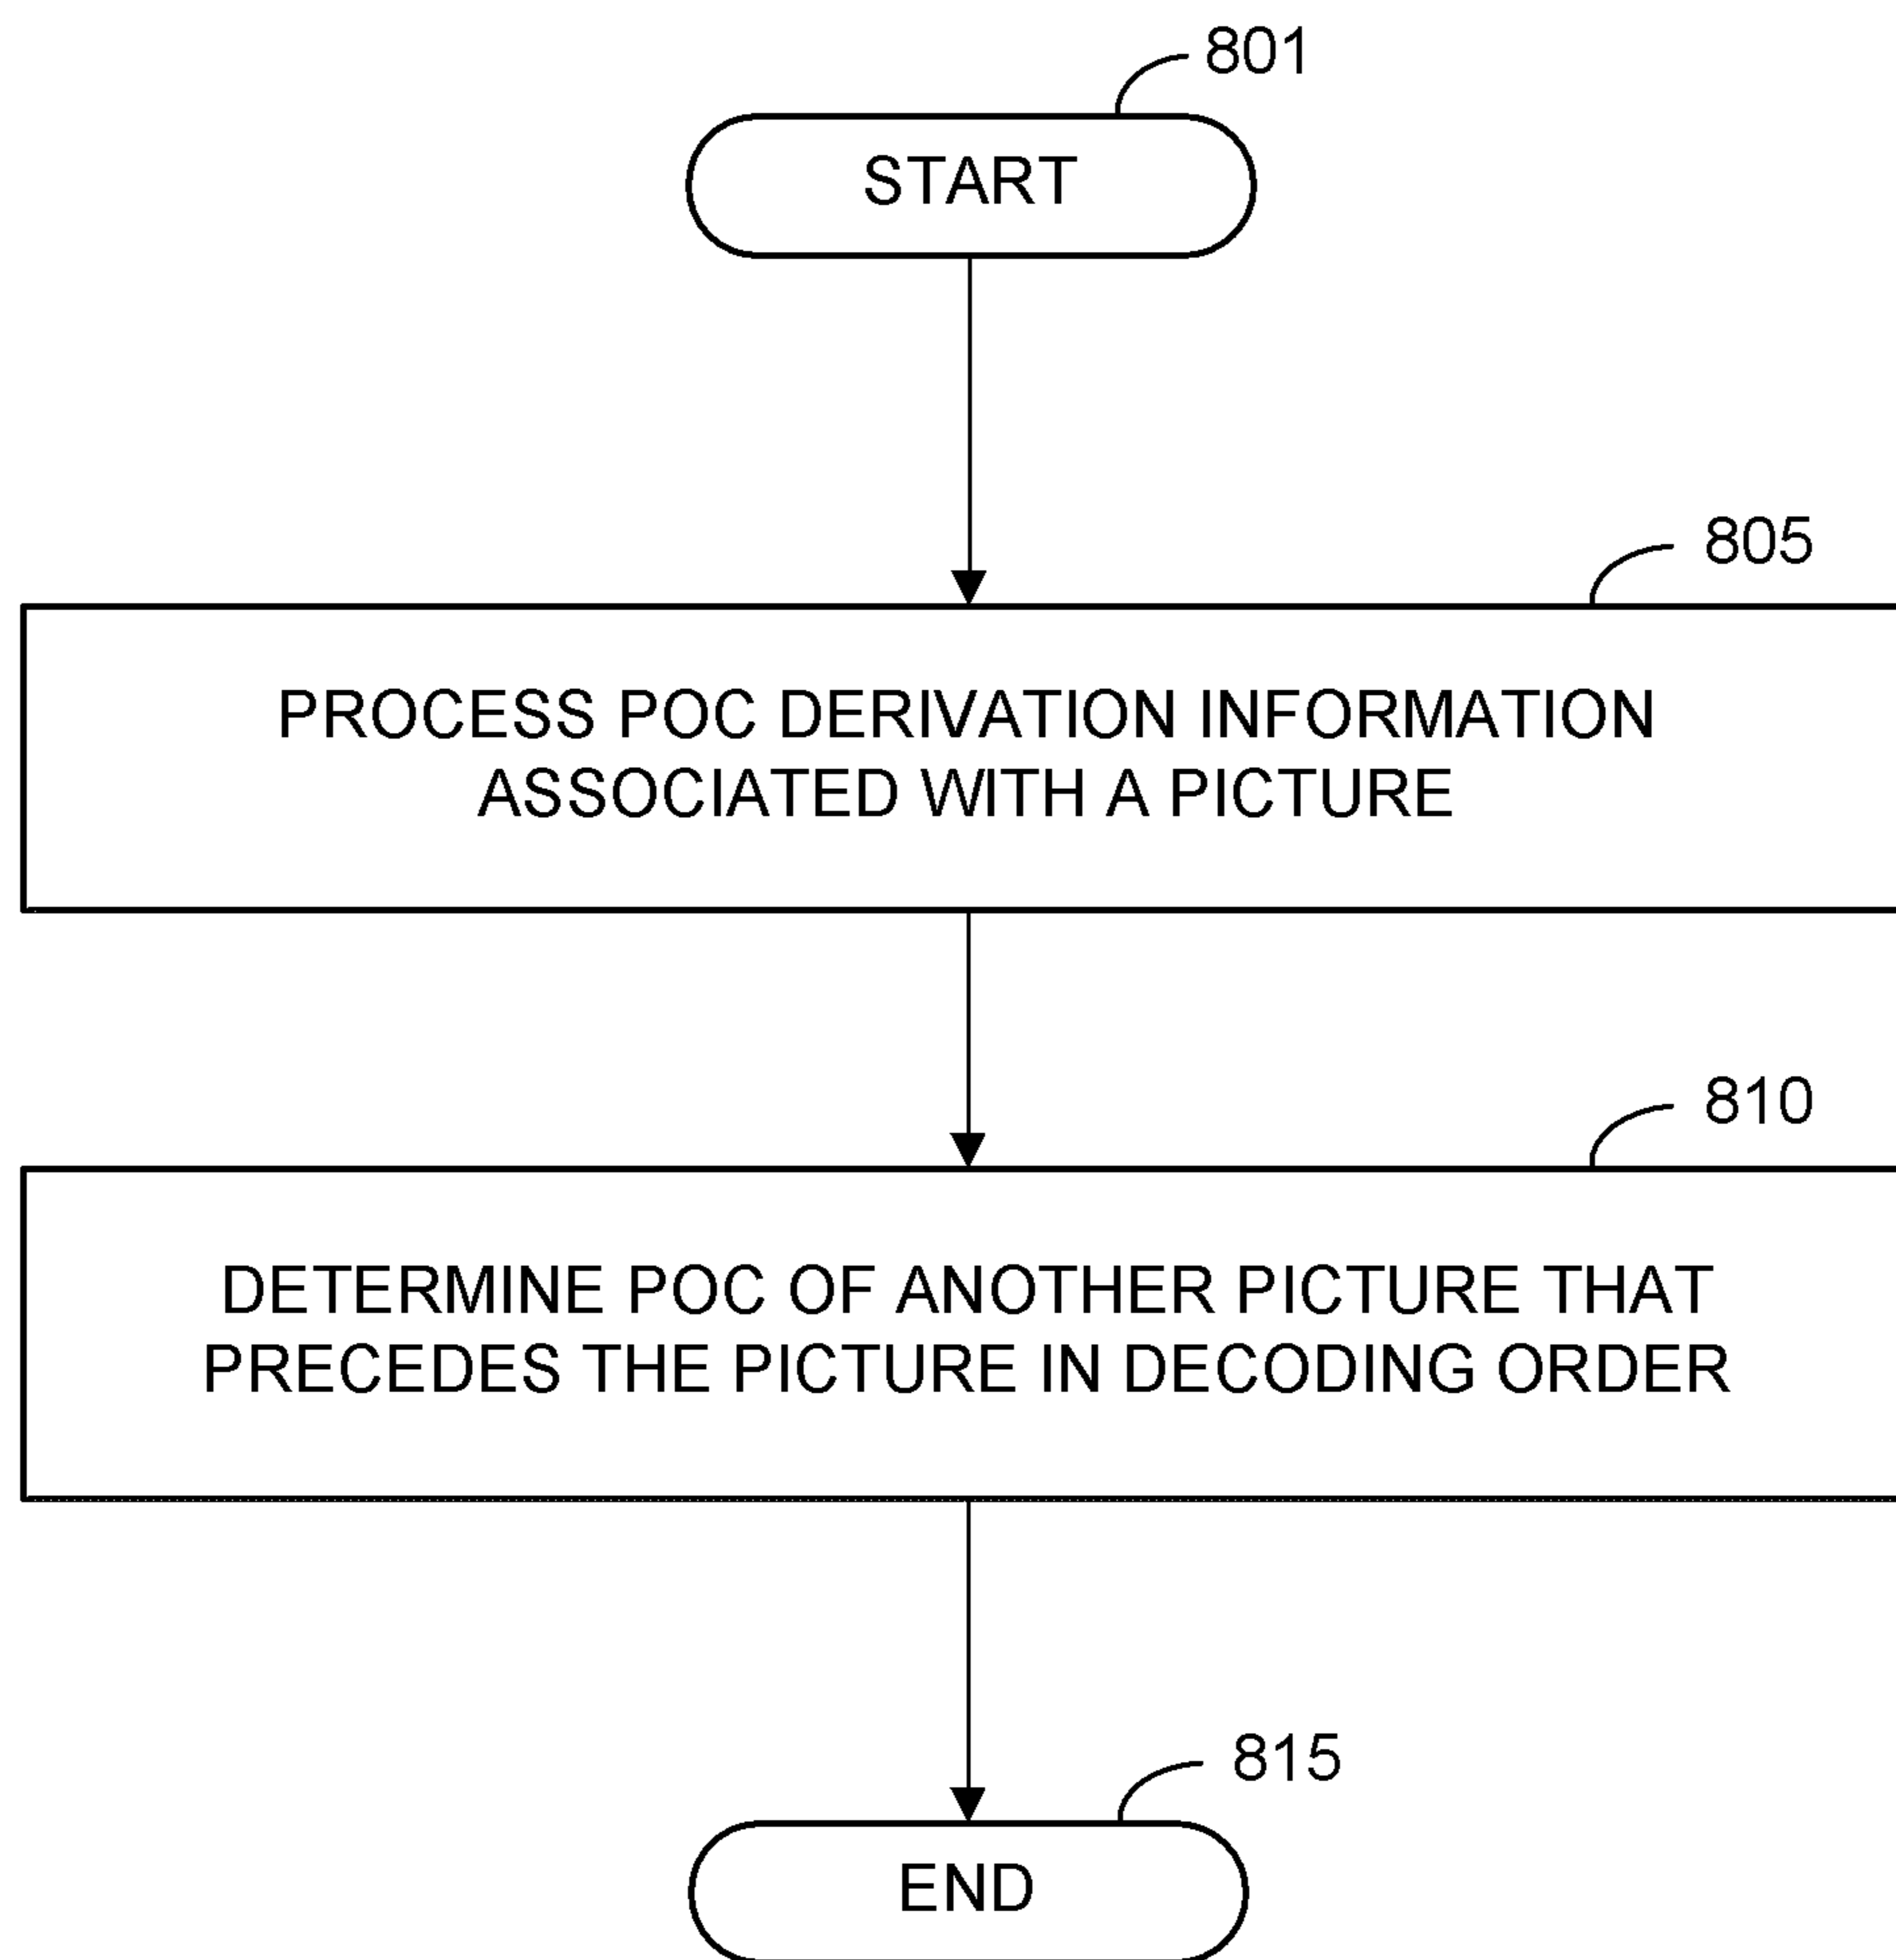 801
START
805
PROCESS POC DERIVATION INFORMATION
ASSOCIATED WITH A PICTURE
810
DETERMINE POC OF ANOTHER PICTURE THAT
PRECEDES THE PICTURE IN DECODING ORDER
815
END